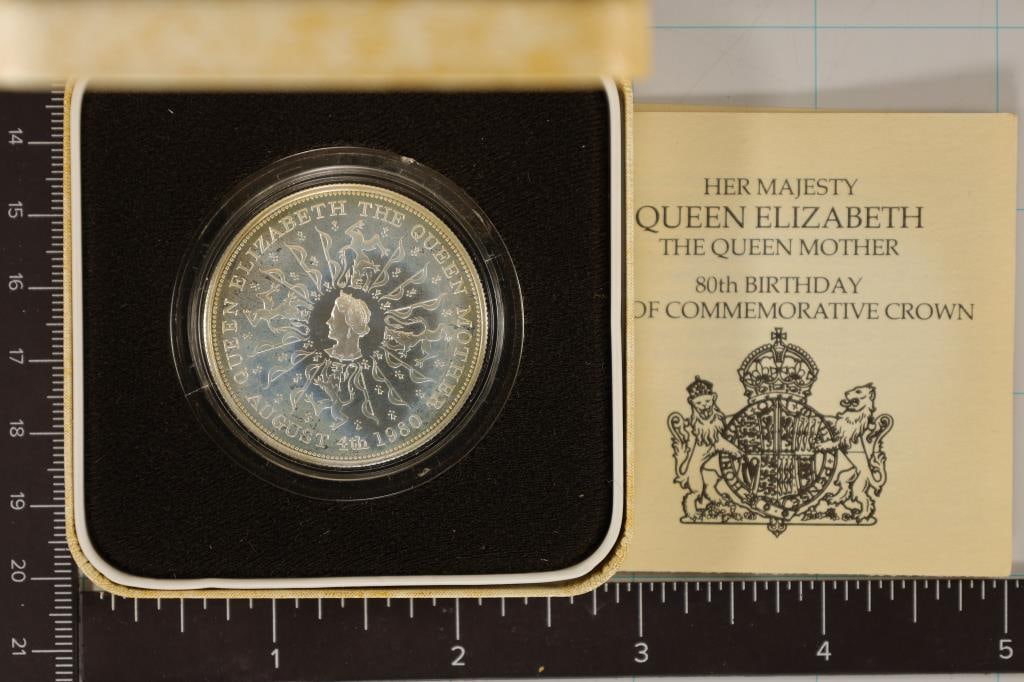 QUEEN ELIZABETH THE QUEEN MOTHER
AUGUST 4th 1980
HER MAJESTY
QUEEN ELIZABETH
THE QUEEN MOTHER
80th BIRTHDAY
OF COMMEMORATIVE CROWN
14
15
16
17
18
19
20
21
1 2 3 4 5